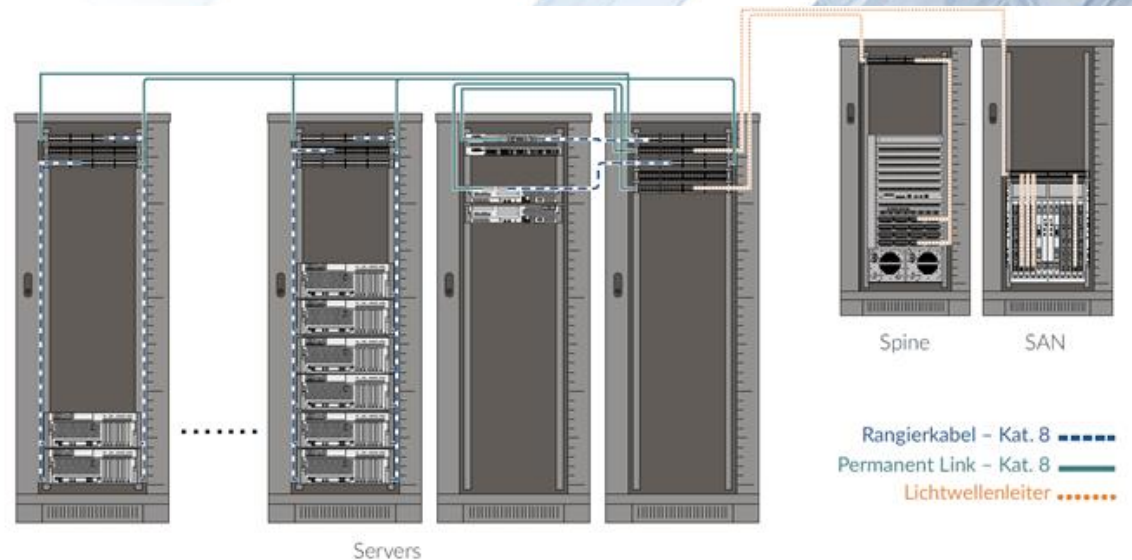 Spine
SAN
Rangierkabel – Kat. 8
Permanent Link – Kat. 8
Lichtwellenleiter
Servers